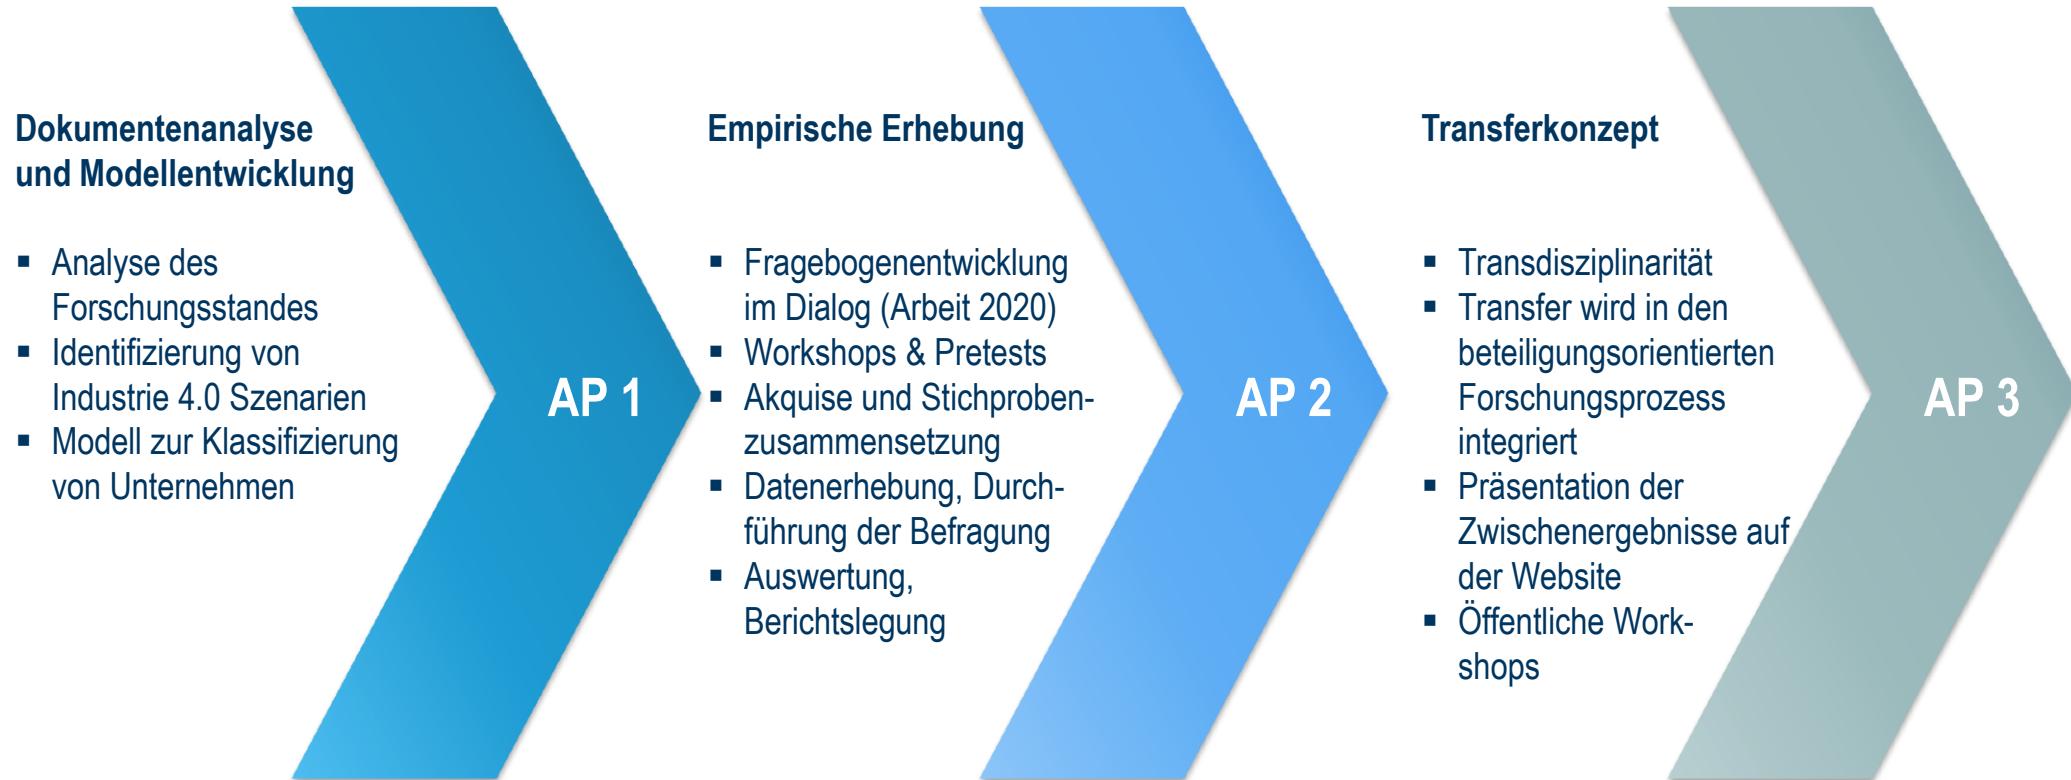 Dokumentenanalyse
und Modellentwicklung
▪ Analyse des
Forschungsstandes
▪ Identifizierung von
Industrie 4.0 Szenarien
▪ Modell zur Klassifizierung
von Unternehmen
AP 1
Empirische Erhebung
▪ Fragebogenentwicklung
im Dialog (Arbeit 2020)
▪ Workshops & Pretests
▪ Akquise und Stichproben-
zusammensetzung
▪ Datenerhebung, Durch-
führung der Befragung
▪ Auswertung,
Berichtslegung
AP 2
Transferkonzept
▪ Transdisziplinarität
▪ Transfer wird in den
beteiligungsorientierten
Forschungsprozess
integriert
▪ Präsentation der
Zwischenergebnisse auf
der Website
▪ Öffentliche Work-
shops
AP 3